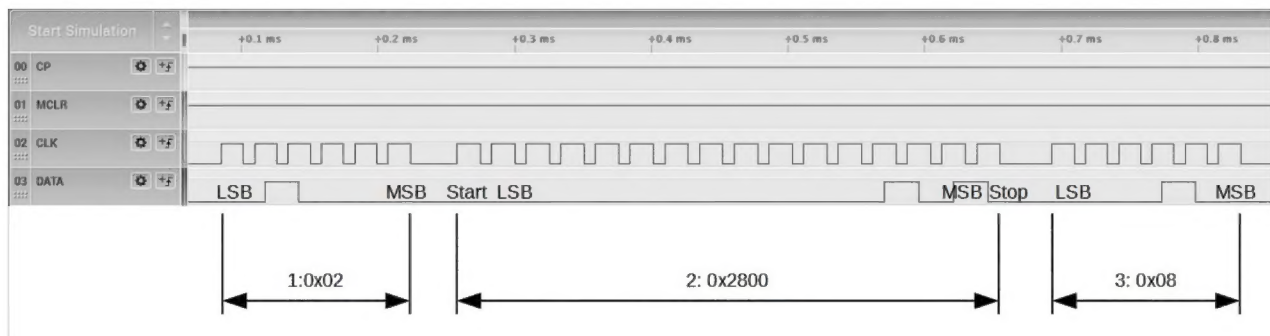 Start Simulation
+0.1 ms +0.2 ms +0.3 ms +0.4 ms +0.5 ms +0.6 ms +0.7 ms +0.8 ms
00 CP
01 MCLR
02 CLK
03 DATA LSB MSB Start LSB MSB Stop LSB MSB
1:0x02 2: 0x2800 3: 0x08